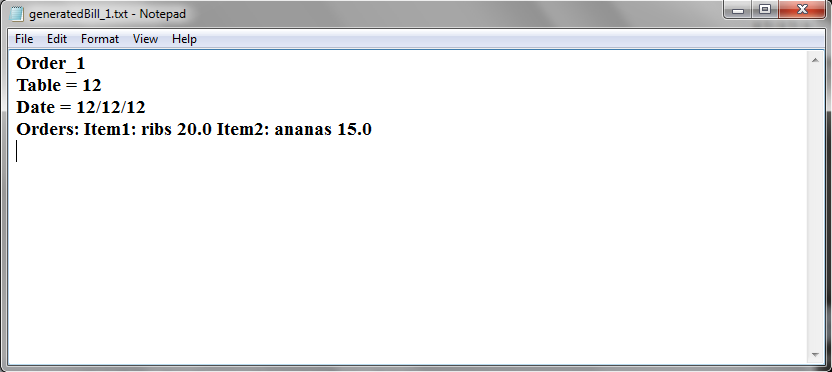 generatedBill_1.txt - Notepad
File Edit Format View Help
Order_1
Table = 12
Date = 12/12/12
Orders: Item1: ribs 20.0 Item2: ananas 15.0